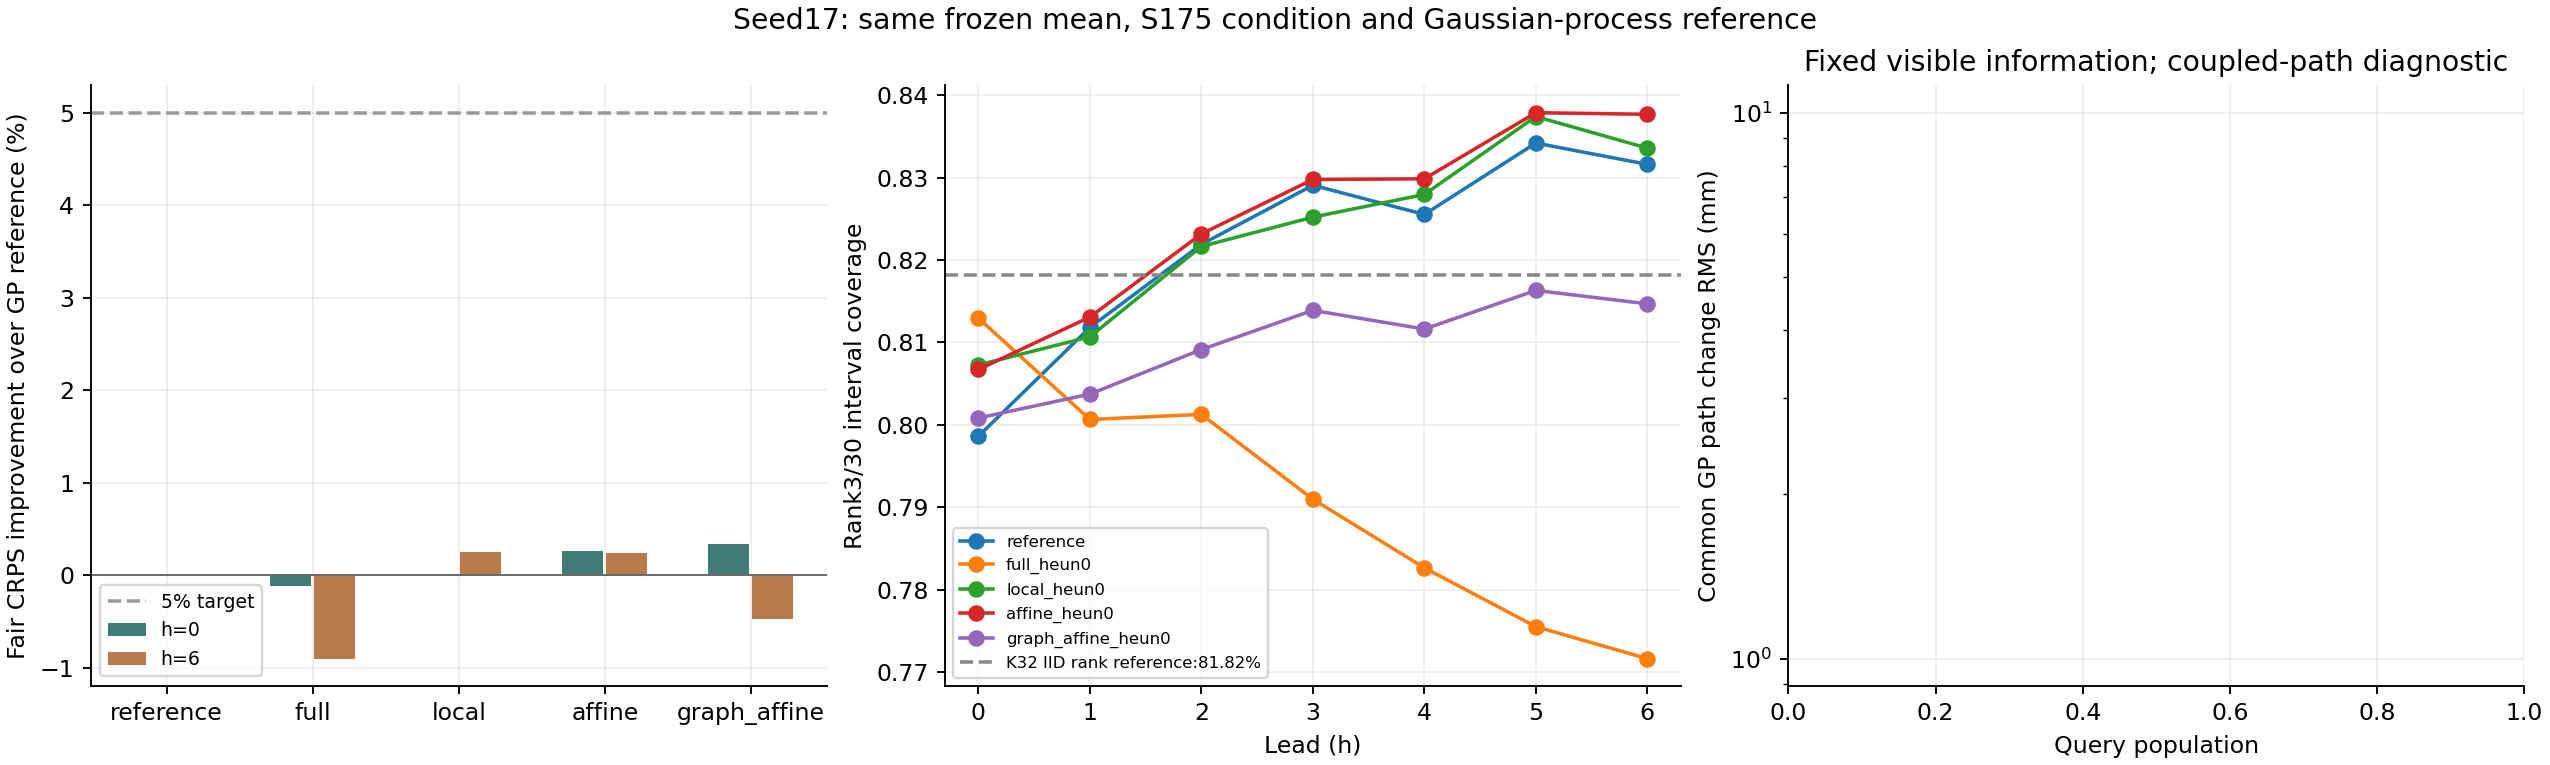 Seed17: same frozen mean, S175 condition and Gaussian-process reference
Fair CRPS improvement over GP reference (%)
5
4
3
2
1
0
−1
5% target
h=0
h=6
reference
full
local
affine
graph_affine
Rank3/30 interval coverage
0.84
0.83
0.82
0.81
0.80
0.79
0.78
0.77
reference
full_heun0
local_heun0
affine_heun0
graph_affine_heun0
K32 IID rank reference:81.82%
0 1 2 3 4 5 6
Lead (h)
Fixed visible information; coupled-path diagnostic
Common GP path change RMS (mm)
10¹
10⁰
0.0 0.2 0.4 0.6 0.8 1.0
Query population